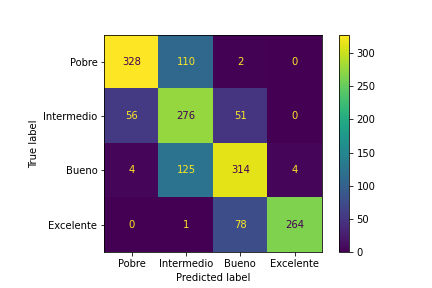 Pobre 328 110 2 0
Intermedio 56 276 51 0
Bueno 4 125 314 4
Excelente 0 1 78 264
Pobre Intermedio Bueno Excelente
Predicted label
True label
300
250
200
150
100
50
0